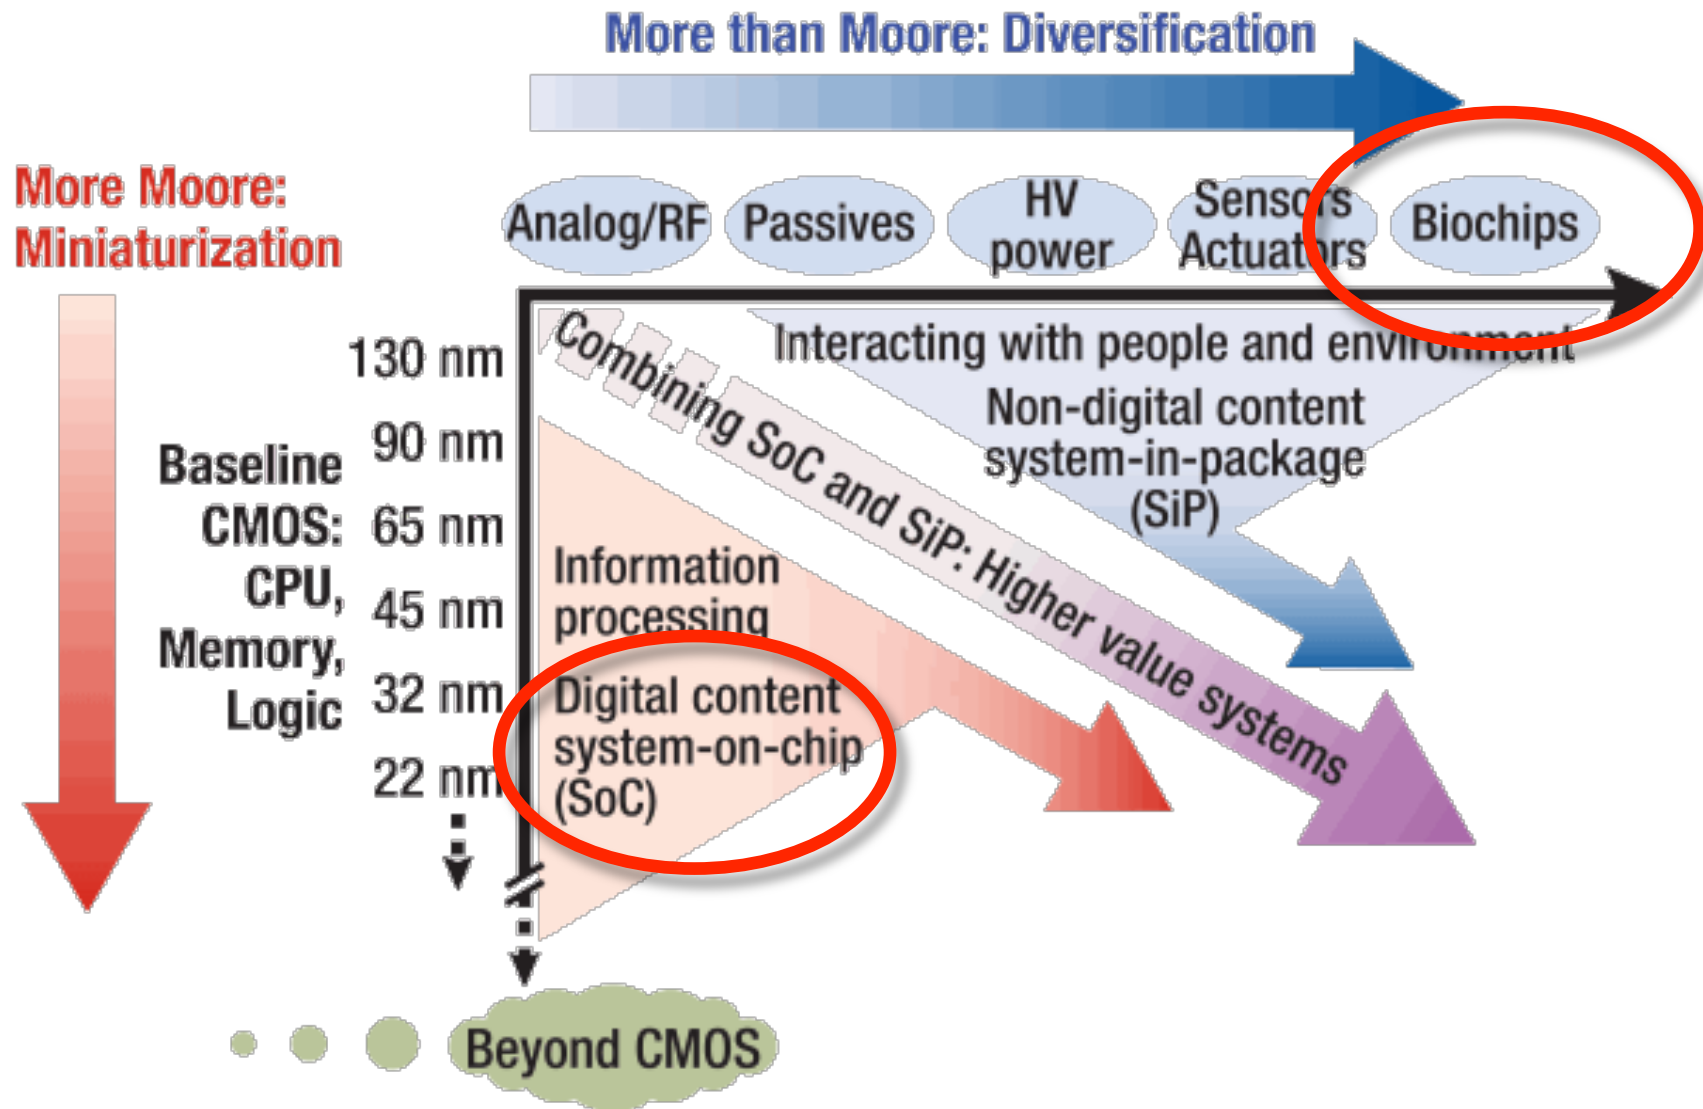 More than Moore: Diversification
More Moore:
Miniaturization
Analog/RF
Passives
HV
power
Sensors
Actuators
Biochips
Interacting with people and environment
Non-digital content
system-in-package
(SiP)
Combining SoC and SiP: Higher value systems
130 nm
90 nm
65 nm
45 nm
32 nm
22 nm
Baseline
CMOS:
CPU,
Memory,
Logic
Information
processing
Digital content
system-on-chip
(SoC)
Beyond CMOS